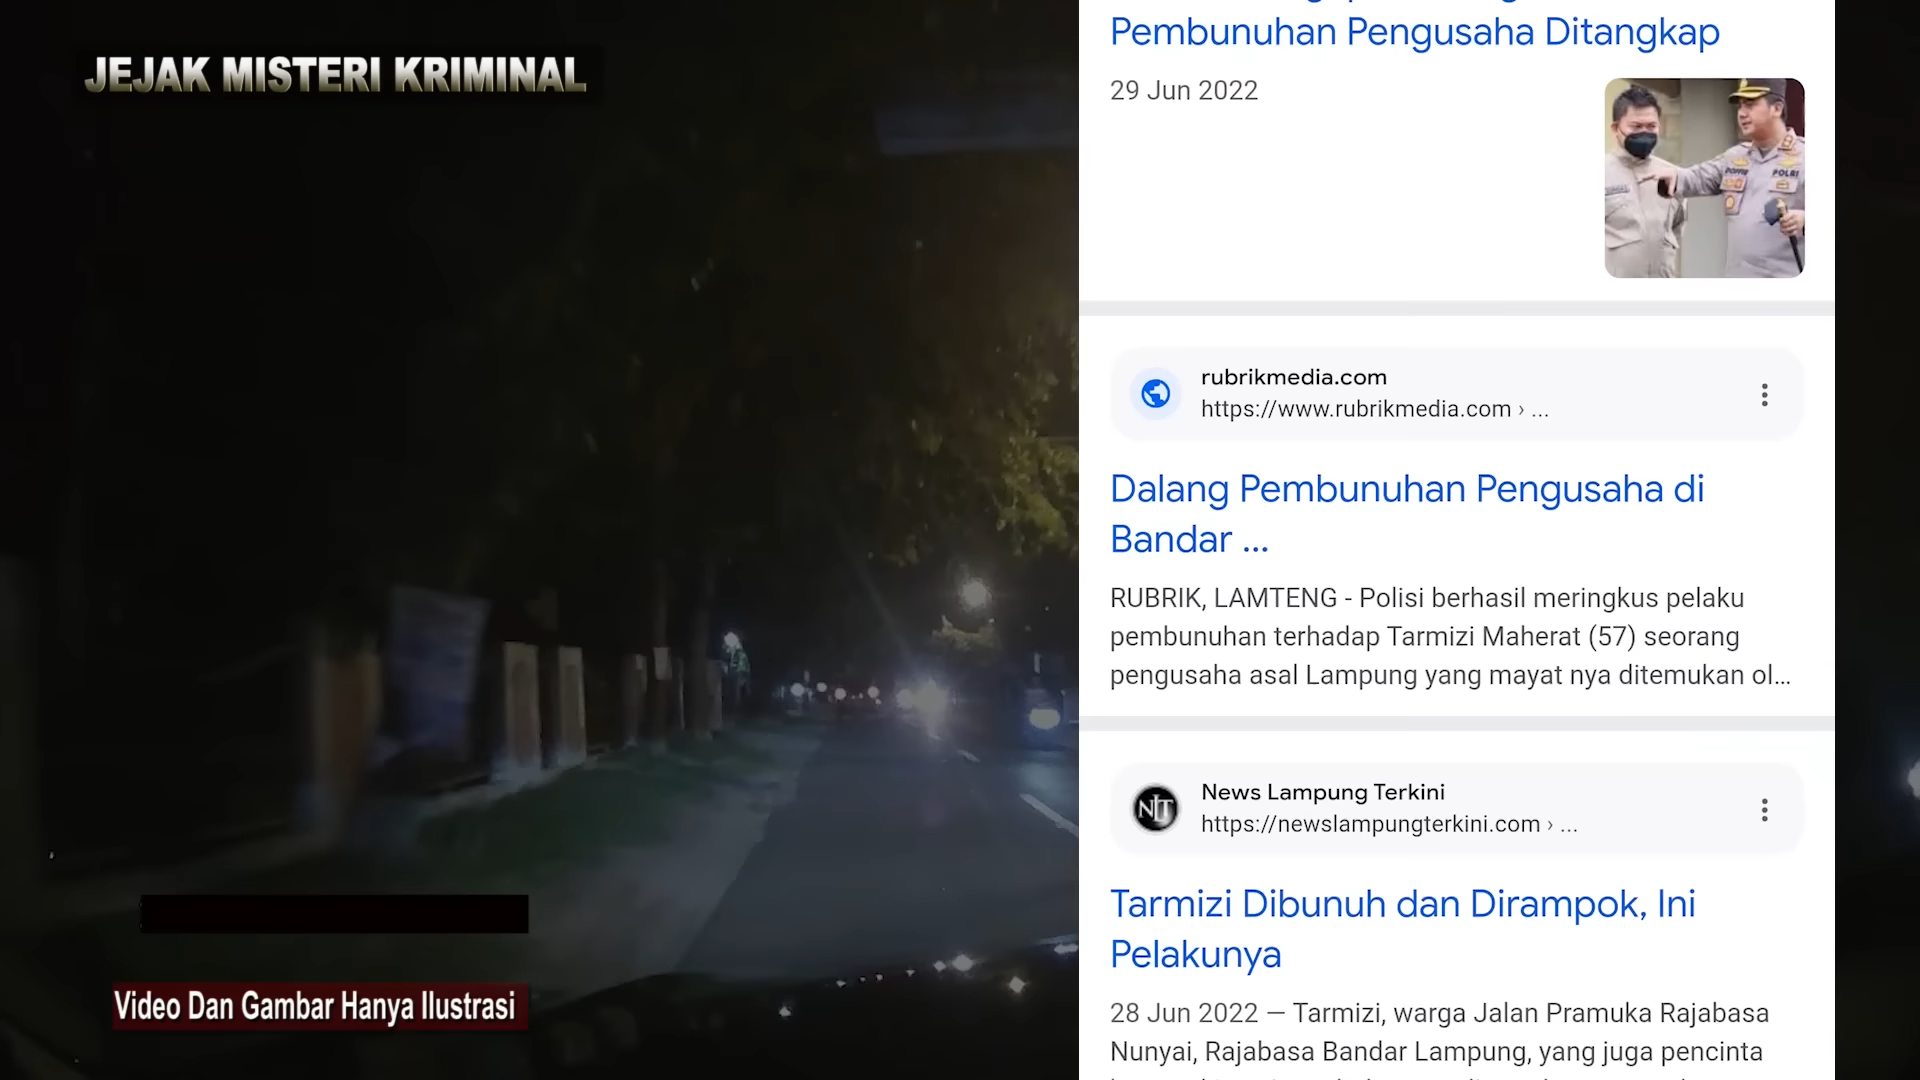 JEJAK MISTERI KRIMINAL
Video Dan Gambar Hanya Ilustrasi
Pembunuhan Pengusaha Ditangkap
29 Jun 2022
POLRI
rubrikmedia.com
https://www.rubrikmedia.com › ...
Dalang Pembunuhan Pengusaha di
Bandar ...
RUBRIK, LAMTENG - Polisi berhasil meringkus pelaku
pembunuhan terhadap Tarmizi Maherat (57) seorang
pengusaha asal Lampung yang mayat nya ditemukan ol...
News Lampung Terkini
https://newslampungterkini.com › ...
Tarmizi Dibunuh dan Dirampok, Ini
Pelakunya
28 Jun 2022 — Tarmizi, warga Jalan Pramuka Rajabasa
Nunyai, Rajabasa Bandar Lampung, yang juga pencinta